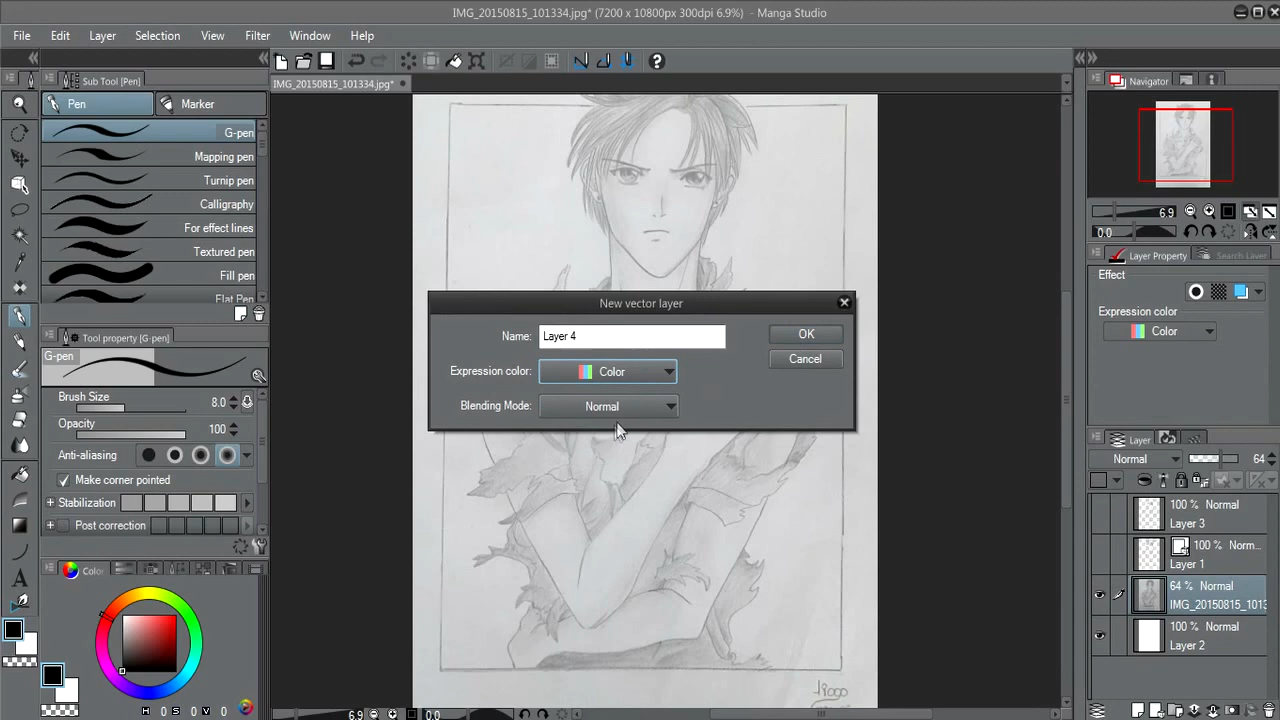 IMG_20150815_101334.jpg* (7200 x 10800px 300dpi 6.9%) - Manga Studio
File Edit Layer Selection View Filter Window Help
Sub Tool [Pen]
IMG_20150815_101334.jpg*
Navigator
Pen Marker
G-pen
Mapping pen
Turnip pen
Calligraphy
For effect lines
Textured pen
Fill pen
Flat Pen
6.9
0.0
Layer Property Search Layer
Effect
Expression color
Color
New vector layer
Name: Layer 4 OK
Expression color: Color Cancel
Blending Mode: Normal
Tool property [G-pen]
G-pen
Brush Size 8.0
Opacity 100
Anti-aliasing
Make corner pointed
Stabilization
Post correction
Layer
Normal 64
100 % Normal
Layer 3
100 % Norm...
Layer 1
64 % Normal
IMG_20150815_1013
100 % Normal
Layer 2
Color
H 0 S 0 V 0
6.9 0.0